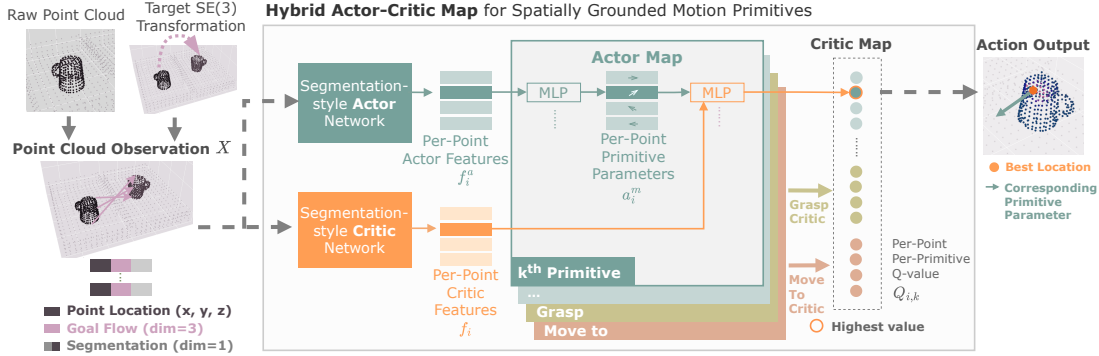 Raw Point Cloud
Target SE(3)
Transformation
Point Cloud Observation X
Point Location (x, y, z)
Goal Flow (dim=3)
Segmentation (dim=1)
Hybrid Actor-Critic Map for Spatially Grounded Motion Primitives
Segmentation-
style Actor
Network
Per-Point
Actor Features
f_i^a
Segmentation-
style Critic
Network
Per-Point
Critic
Features
f_i
Actor Map
MLP
Per-Point
Primitive
Parameters
a_i^m
MLP
kth Primitive
...
Grasp
Move to
Critic Map
Grasp
Critic
Move
To
Critic
Per-Point
Per-Primitive
Q-value
Q_{i,k}
Highest value
Action Output
Best Location
Corresponding
Primitive
Parameter